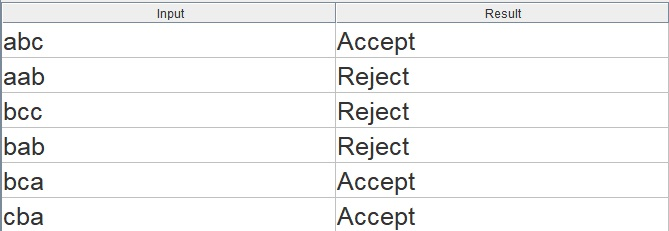 Input Result
abc Accept
aab Reject
bcc Reject
bab Reject
bca Accept
cba Accept